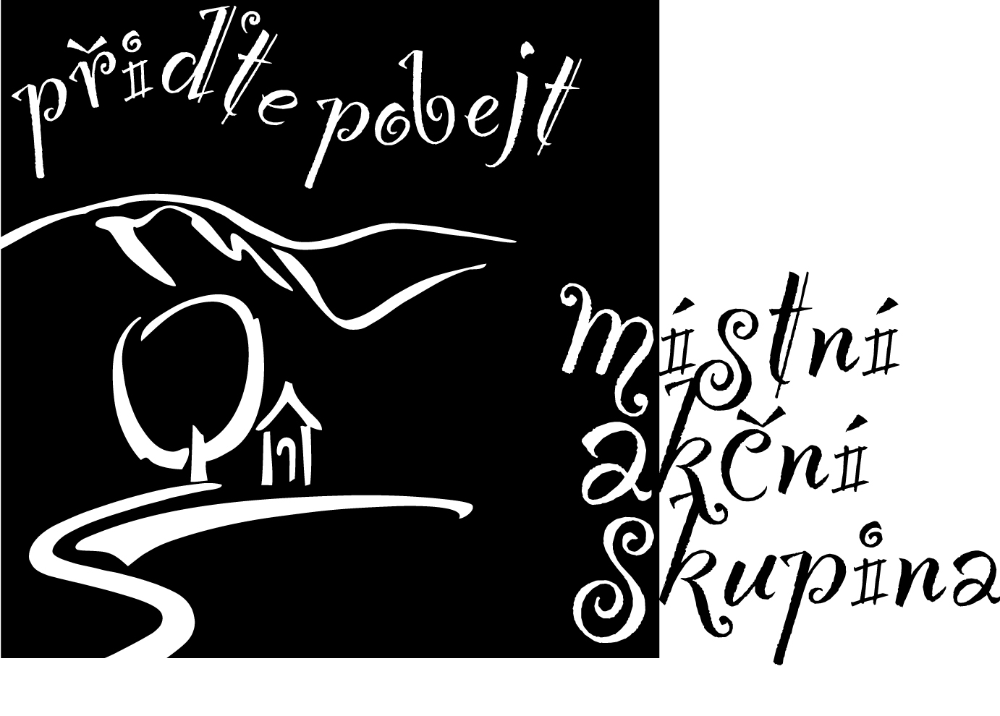 přiďte pobejt
místní
akční
skupina